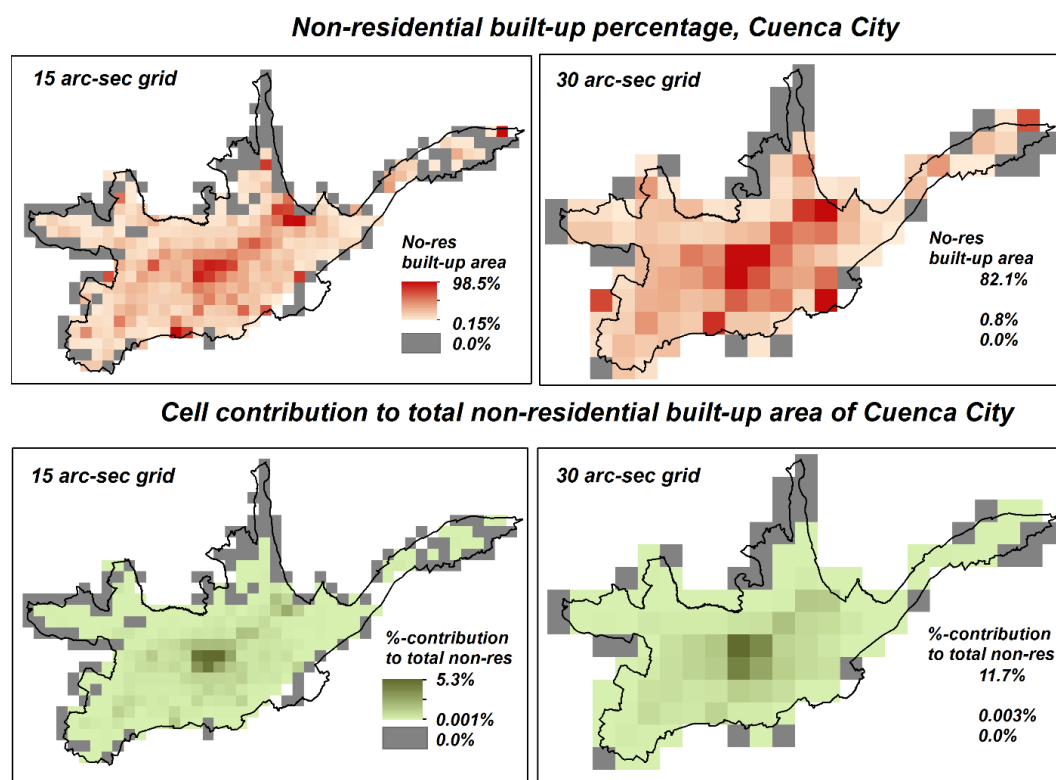 Non-residential built-up percentage, Cuenca City
15 arc-sec grid
No-res
built-up area
98.5%
0.15%
0.0%
30 arc-sec grid
No-res
built-up area
82.1%
0.8%
0.0%
Cell contribution to total non-residential built-up area of Cuenca City
15 arc-sec grid
%-contribution
to total non-res
5.3%
0.001%
0.0%
30 arc-sec grid
%-contribution
to total non-res
11.7%
0.003%
0.0%